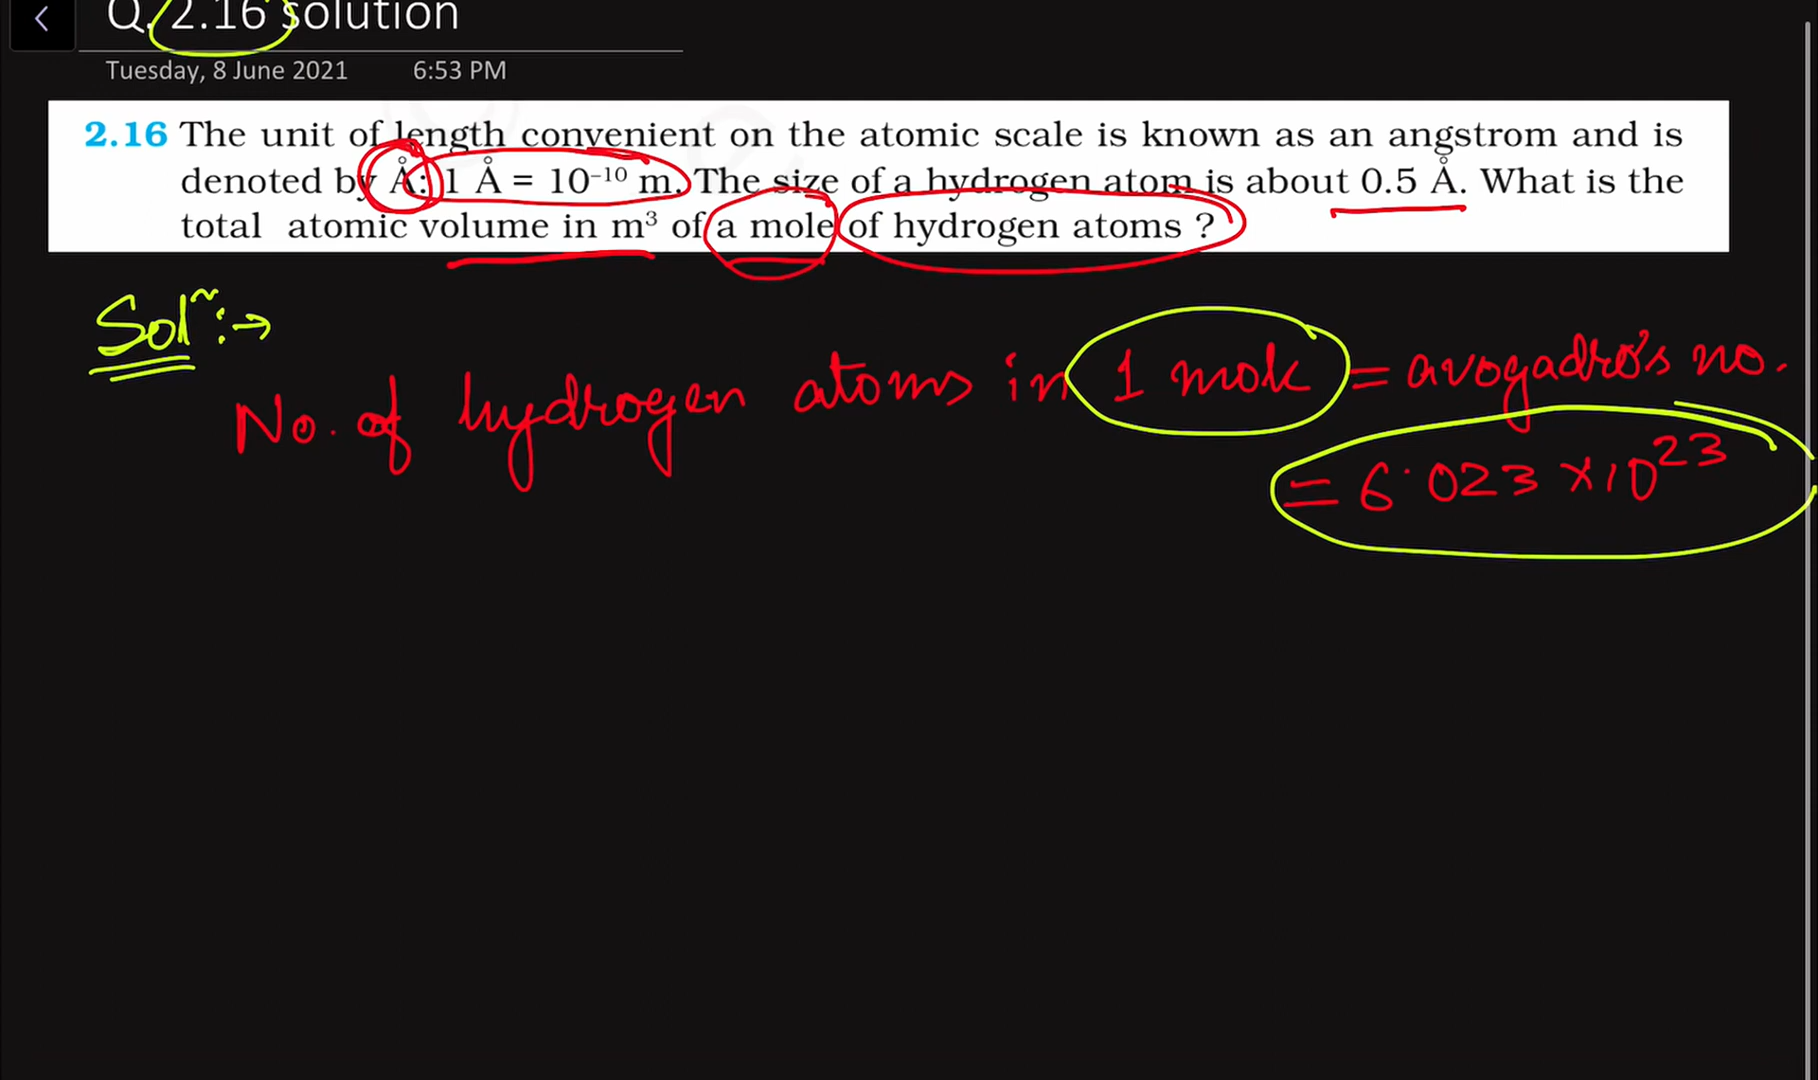 Q. 2.16 solution
Tuesday, 8 June 2021 6:53 PM
2.16 The unit of length convenient on the atomic scale is known as an angstrom and is
denoted by Å: 1 Å = 10⁻¹⁰ m. The size of a hydrogen atom is about 0.5 Å. What is the
total atomic volume in m³ of a mole of hydrogen atoms ?
Solⁿ :→
No. of hydrogen atoms in 1 mole = avogadro's no.
= 6.023 × 10²³